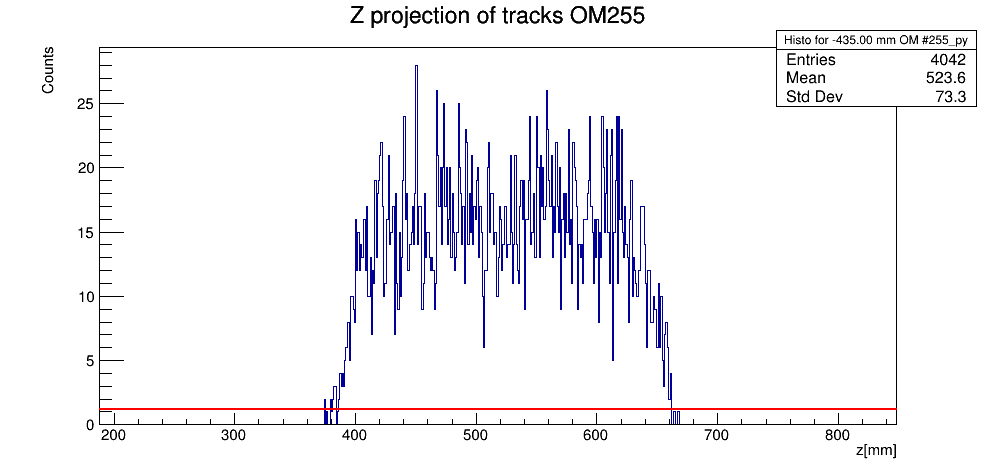 Z projection of tracks OM255
Histo for -435.00 mm OM #255_py
Entries 4042
Mean 523.6
Std Dev 73.3
Counts
25
20
15
10
5
0
200 300 400 500 600 700 800
z[mm]